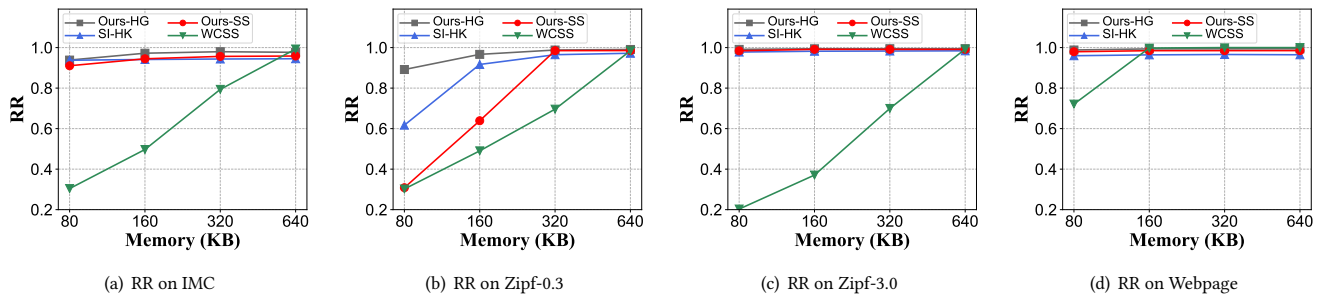 Ours-HG Ours-SS
SI-HK WCSS
RR
1.0
0.8
0.6
0.4
0.2
80 160 320 640
Memory (KB)
(a) RR on IMC
Ours-HG Ours-SS
SI-HK WCSS
RR
1.0
0.8
0.6
0.4
0.2
80 160 320 640
Memory (KB)
(b) RR on Zipf-0.3
Ours-HG Ours-SS
SI-HK WCSS
RR
1.0
0.8
0.6
0.4
0.2
80 160 320 640
Memory (KB)
(c) RR on Zipf-3.0
Ours-HG Ours-SS
SI-HK WCSS
RR
1.0
0.8
0.6
0.4
0.2
80 160 320 640
Memory (KB)
(d) RR on Webpage